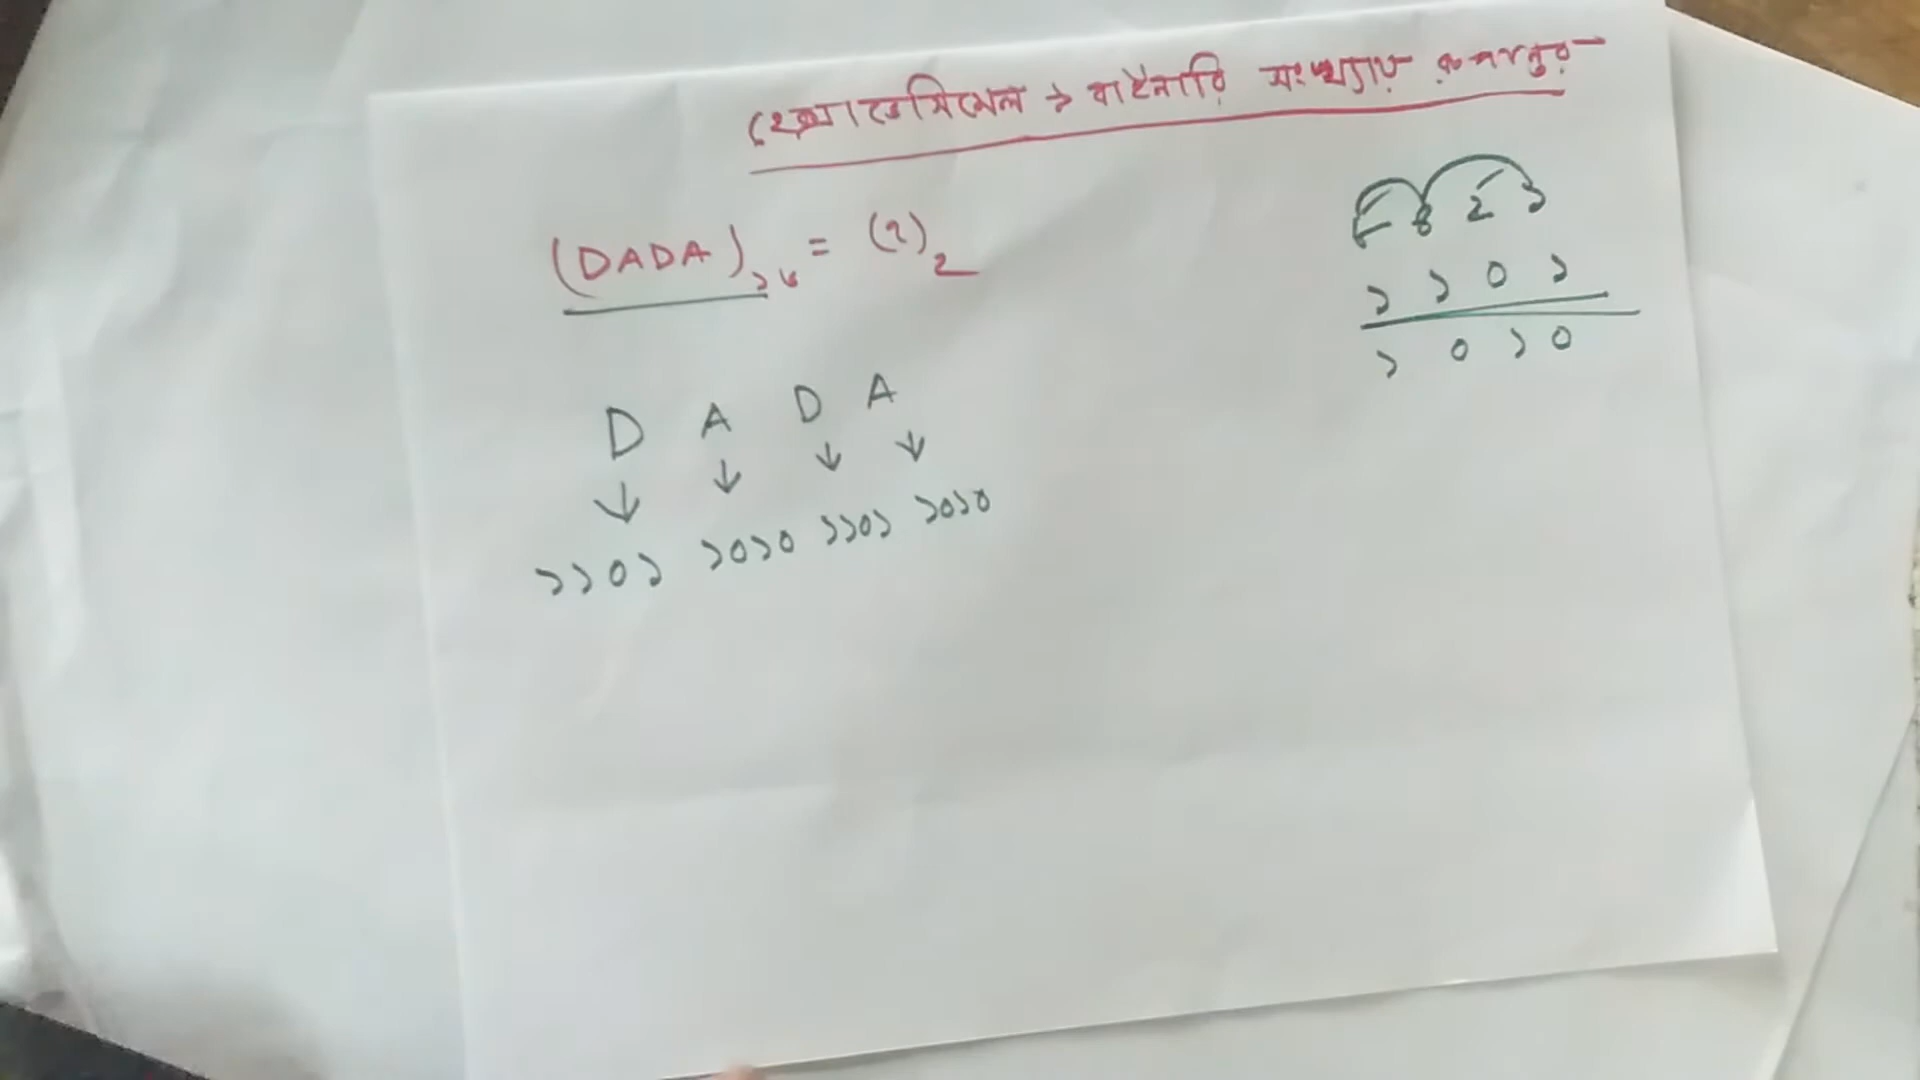 হেক্সাডেসিমেল → বাইনারি সংখ্যায় রূপান্তর
(DADA)১৬ = (?)২
৮ ৪ ২ ১
১ ১ ০ ১
১ ০ ১ ০
D A D A
↓ ↓ ↓ ↓
১১০১ ১০১০ ১১০১ ১০১০